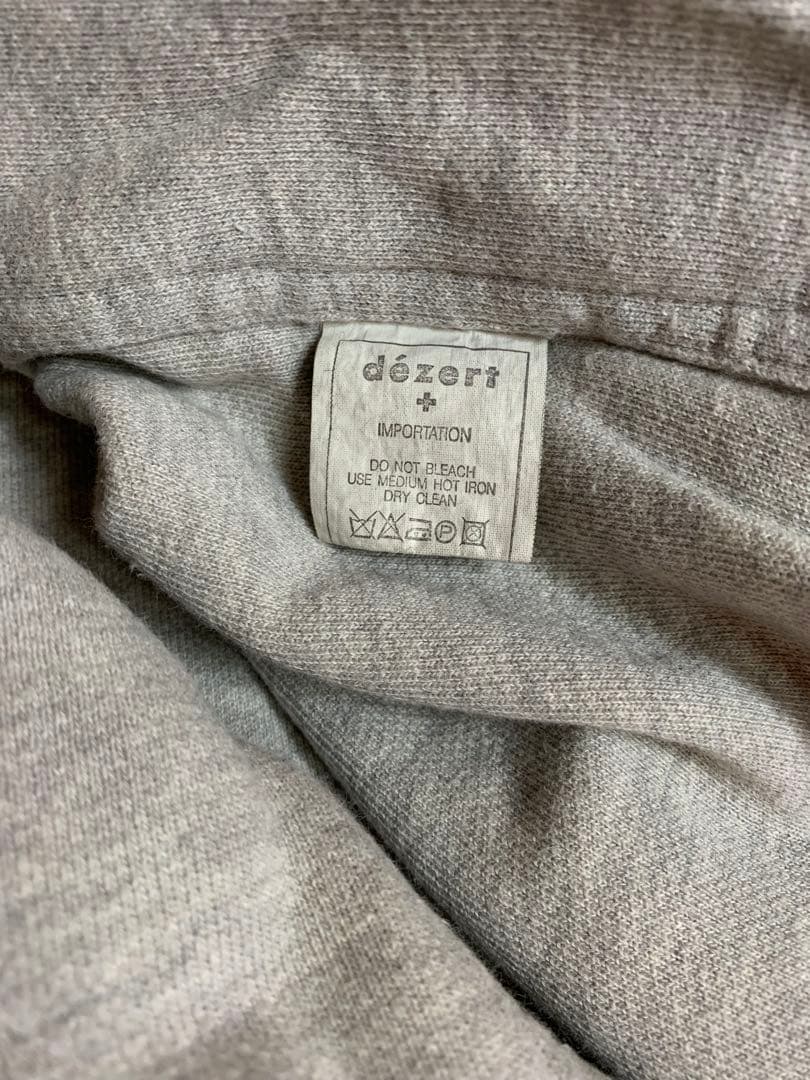 dézert
+
IMPORTATION
DO NOT BLEACH
USE MEDIUM HOT IRON
DRY CLEAN
P